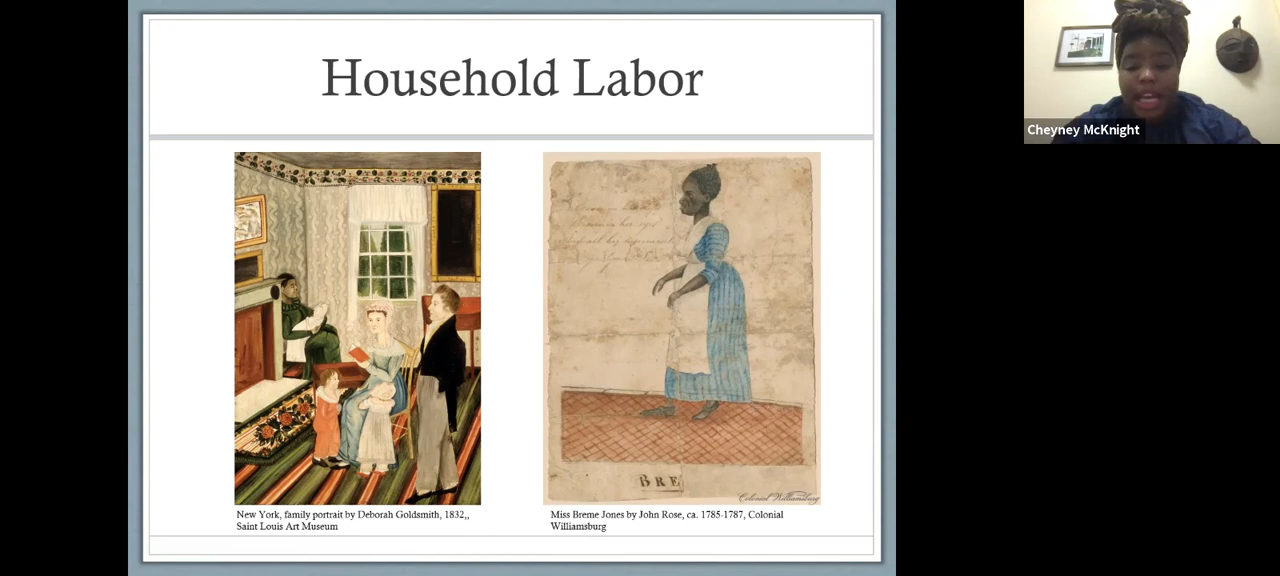 Household Labor
Cheyney McKnight
BRE
Colonial Williamsburg
New York, family portrait by Deborah Goldsmith, 1832,,
Saint Louis Art Museum
Miss Breme Jones by John Rose, ca. 1785-1787, Colonial
Williamsburg